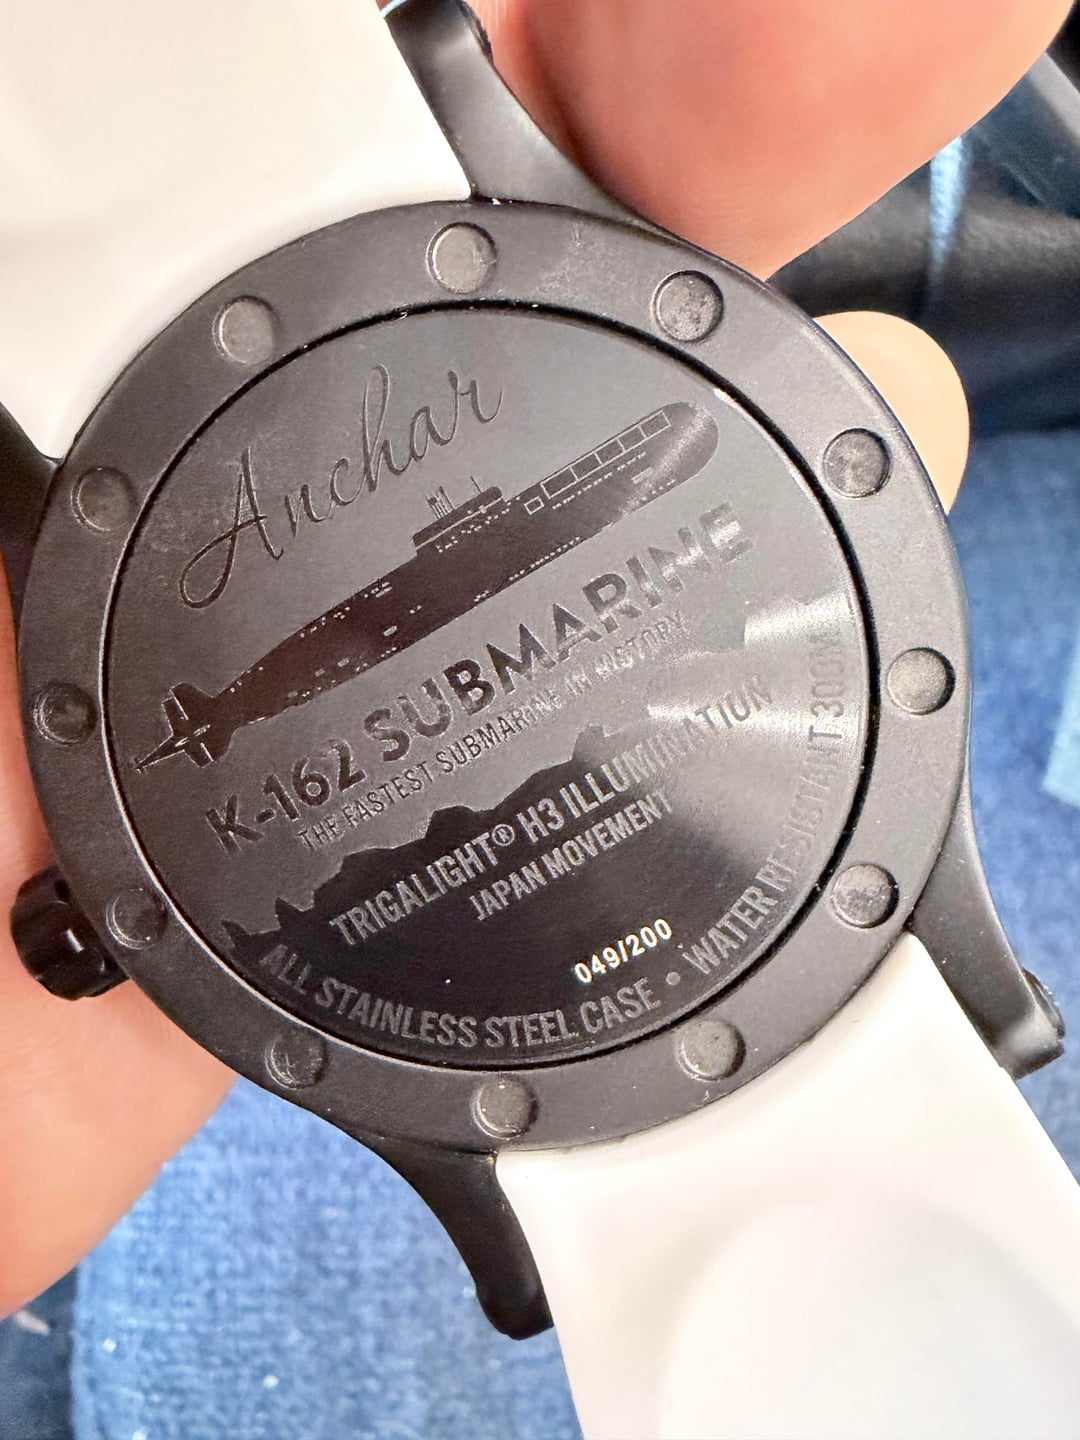 Anchar
K-162 SUBMARINE
THE FASTEST SUBMARINE IN HISTORY
TRIGALIGHT® H3 ILLUMINATION
JAPAN MOVEMENT
049/200
ALL STAINLESS STEEL CASE • WATER RESISTANT 300M